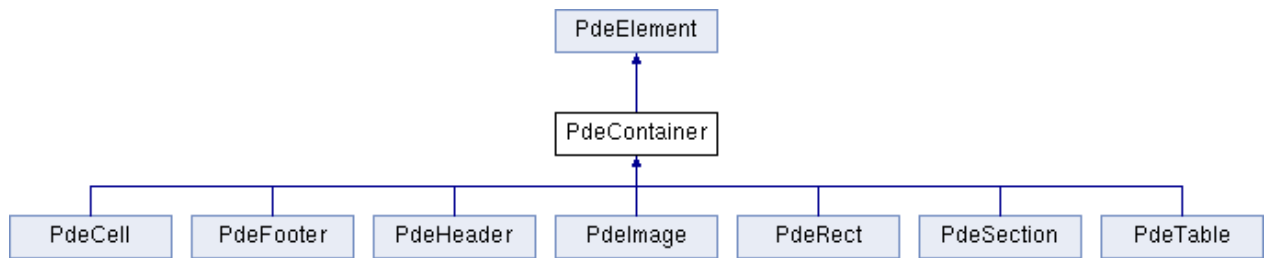 PdeElement
PdeContainer
PdeCell PdeFooter PdeHeader PdeImage PdeRect PdeSection PdeTable